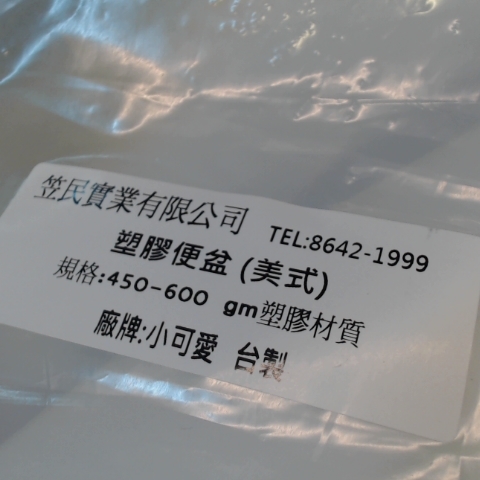 笠民實業有限公司 TEL:8642-1999
塑膠便盆(美式)
規格:450-600 gm塑膠材質
廠牌:小可愛 台製